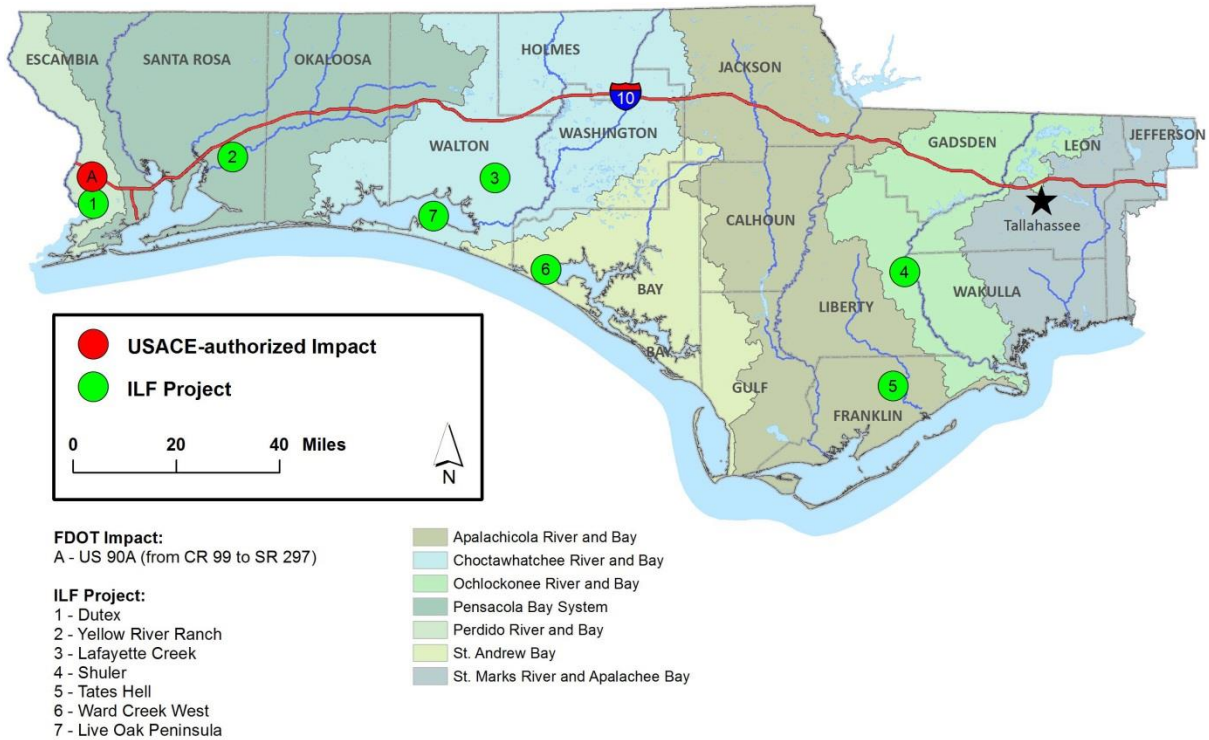 HOLMES
ESCAMBIA
SANTA ROSA
OKALOOSA
JACKSON
10
WASHINGTON
GADSDEN
LEON
JEFFERSON
WALTON
2
A
3
1
7
Tallahassee
CALHOUN
6
4
BAY
WAKULLA
LIBERTY
BAY
GULF
5
FRANKLIN
USACE-authorized Impact
ILF Project
0 20 40 Miles
N
FDOT Impact:
A - US 90A (from CR 99 to SR 297)
ILF Project:
1 - Dutex
2 - Yellow River Ranch
3 - Lafayette Creek
4 - Shuler
5 - Tates Hell
6 - Ward Creek West
7 - Live Oak Peninsula
Apalachicola River and Bay
Choctawhatchee River and Bay
Ochlockonee River and Bay
Pensacola Bay System
Perdido River and Bay
St. Andrew Bay
St. Marks River and Apalachee Bay